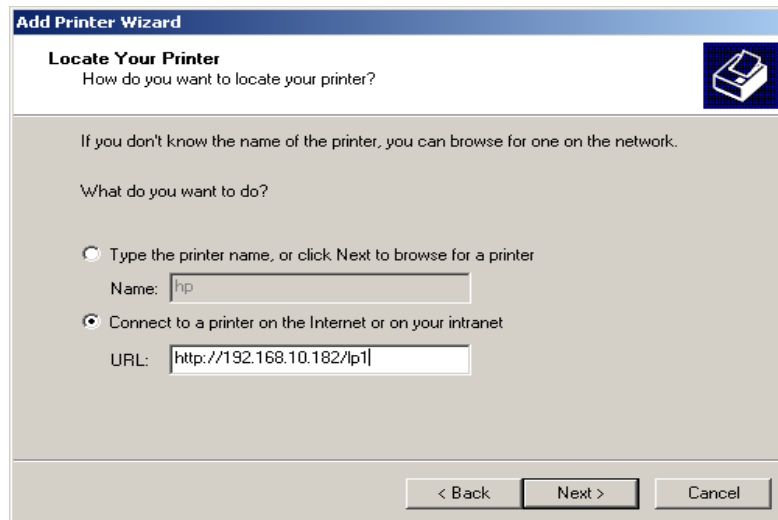 Add Printer Wizard
Locate Your Printer
How do you want to locate your printer?
If you don't know the name of the printer, you can browse for one on the network.
What do you want to do?
Type the printer name, or click Next to browse for a printer
Name: hp
Connect to a printer on the Internet or on your intranet
URL: http://192.168.10.182/lp1
< Back Next > Cancel